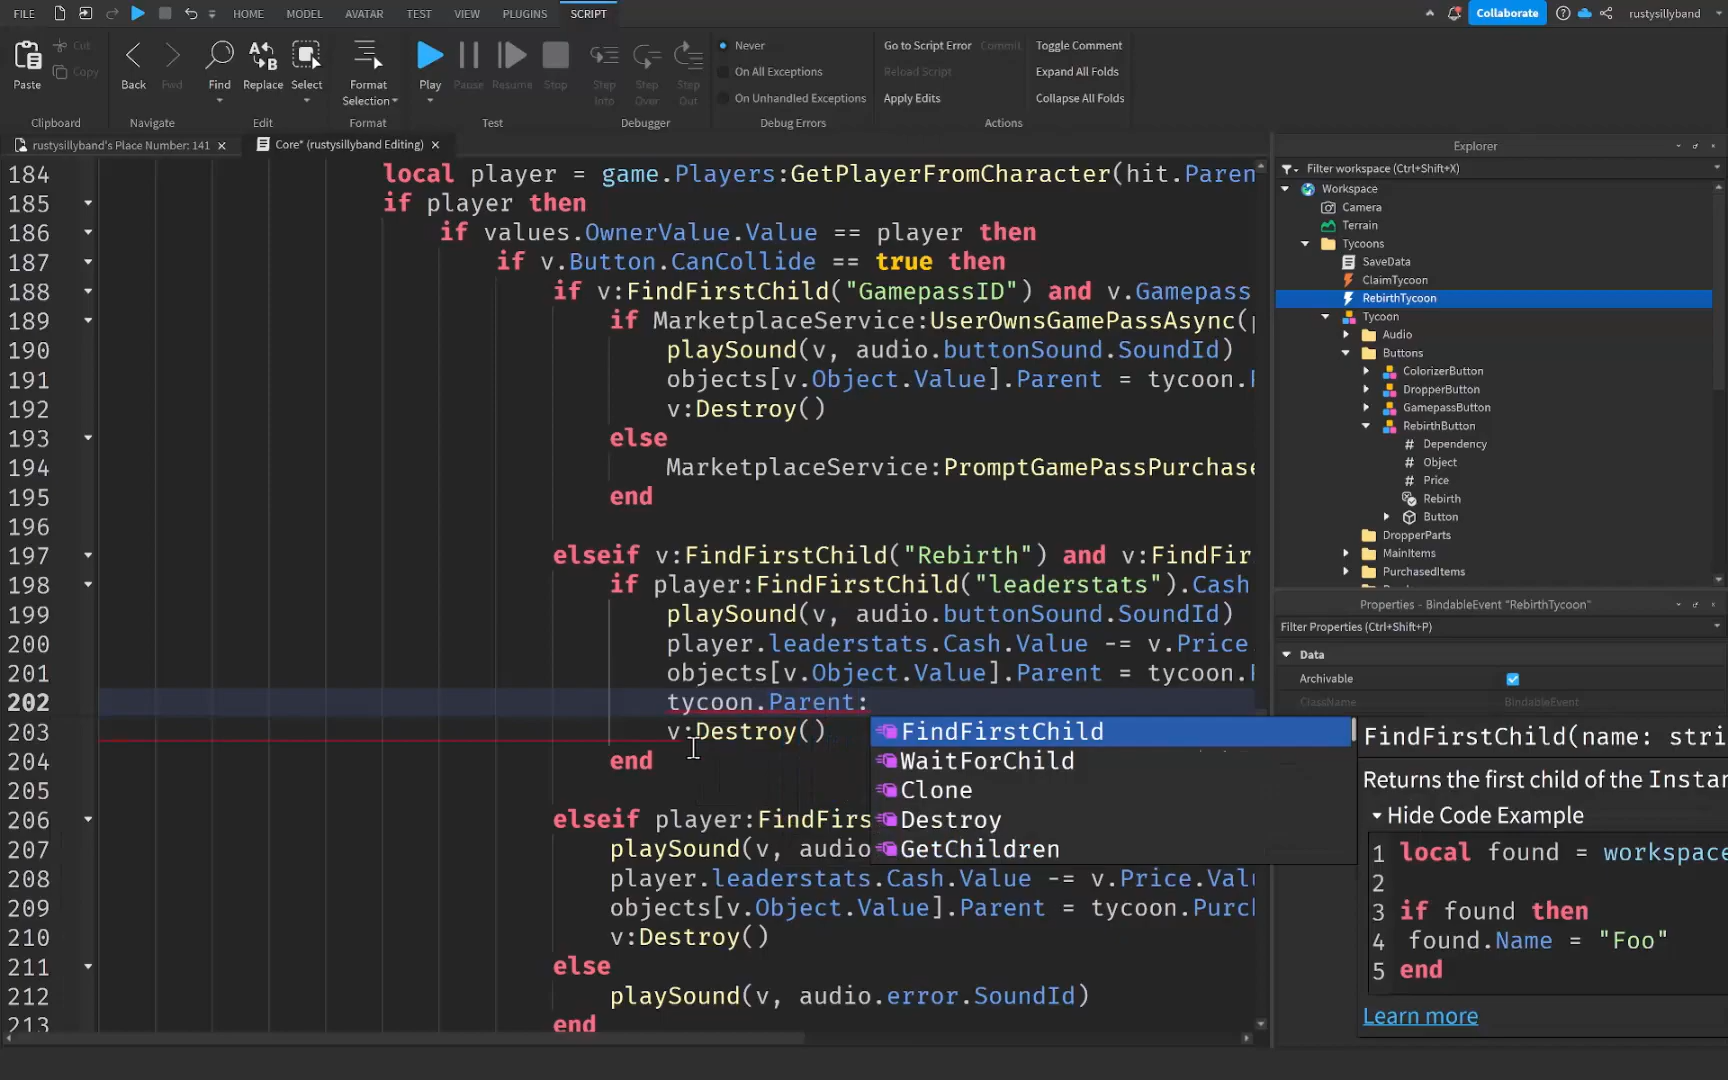 FILE HOME MODEL AVATAR TEST VIEW PLUGINS SCRIPT Collaborate rustysillyband
Paste Cut Copy Back Fwd Find Replace Select Format Selection Play Pause Resume Stop Step Into Step Over Step Out
Never Go to Script Error Commit Toggle Comment
On All Exceptions Reload Script Expand All Folds
On Unhandled Exceptions Apply Edits Collapse All Folds
Clipboard Navigate Edit Format Test Debugger Debug Errors Actions
rustysillyband's Place Number: 141 Core* (rustysillyband Editing)
184 local player = game.Players:GetPlayerFromCharacter(hit.Paren
185 if player then
186 if values.OwnerValue.Value == player then
187 if v.Button.CanCollide == true then
188 if v:FindFirstChild("GamepassID") and v.Gamepass
189 if MarketplaceService:UserOwnsGamePassAsync(
190 playSound(v, audio.buttonSound.SoundId)
191 objects[v.Object.Value].Parent = tycoon.
192 v:Destroy()
193 else
194 MarketplaceService:PromptGamePassPurchase
195 end
196
197 elseif v:FindFirstChild("Rebirth") and v:FindFir
198 if player:FindFirstChild("leaderstats").Cash
199 playSound(v, audio.buttonSound.SoundId)
200 player.leaderstats.Cash.Value -= v.Price.
201 objects[v.Object.Value].Parent = tycoon.
202 tycoon.Parent:
203 v:Destroy()
204 end
205
206 elseif player:FindFirs
207 playSound(v, audio
208 player.leaderstats.Cash.Value -= v.Price.Val
209 objects[v.Object.Value].Parent = tycoon.Purc
210 v:Destroy()
211 else
212 playSound(v, audio.error.SoundId)
213 end
FindFirstChild
WaitForChild
Clone
Destroy
GetChildren
Explorer
Filter workspace (Ctrl+Shift+X)
Workspace
Camera
Terrain
Tycoons
SaveData
ClaimTycoon
RebirthTycoon
Tycoon
Audio
Buttons
ColorizerButton
DropperButton
GamepassButton
RebirthButton
# Dependency
# Object
# Price
Rebirth
Button
DropperParts
MainItems
PurchasedItems
Properties - BindableEvent "RebirthTycoon"
Filter Properties (Ctrl+Shift+P)
Data
Archivable
ClassName BindableEvent
FindFirstChild(name: stri
Returns the first child of the Instan
Hide Code Example
1 local found = workspace
2
3 if found then
4 found.Name = "Foo"
5 end
Learn more